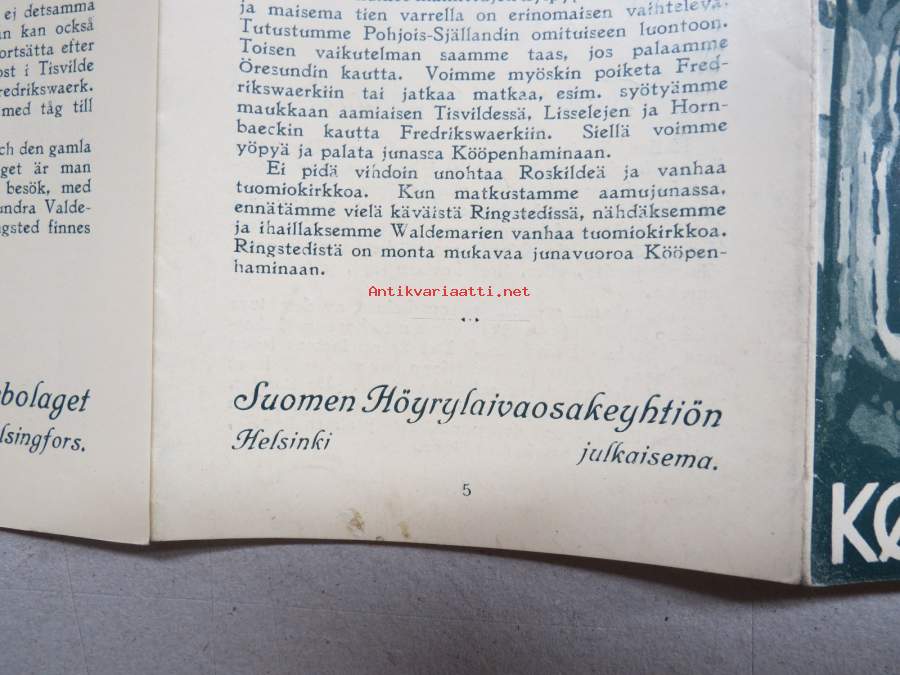 ej detsamma
n kan också
ortsätta efter
ost i Tisvilde
redrikswaerk.
med tåg till
ch den gamla
get är man
besök, med
undra Valde-
ngsted finnes
bolaget
lsingfors.
ja maisema tien varrella on erinomaisen vaihteleva.
Tutustumme Pohjois-Själlandin omituiseen luontoon.
Toisen vaikutelman saamme taas, jos palaamme
Öresundin kautta. Voimme myöskin poiketa Fred-
rikswaerkiin tai jatkaa matkaa, esim. syötyämme
maukkaan aamiaisen Tisvildessä, Lisselejen ja Horn-
baeckin kautta Fredrikswaerkiin. Siellä voimme
yöpyä ja palata junassa Kööpenhaminaan.
Ei pidä vihdoin unohtaa Roskildeä ja vanhaa
tuomiokirkkoa. Kun matkustamme aamujunassa,
ennätämme vielä käväistä Ringstedissä, nähdäksemme
ja ihaillaksemme Waldemarien vanhaa tuomiokirkkoa.
Ringstedistä on monta mukavaa junavuoroa Kööpen-
haminaan.
Antikvariaatti.net
Suomen Höyrylaivaosakeyhtiön
Helsinki julkaisema.
5
KØ